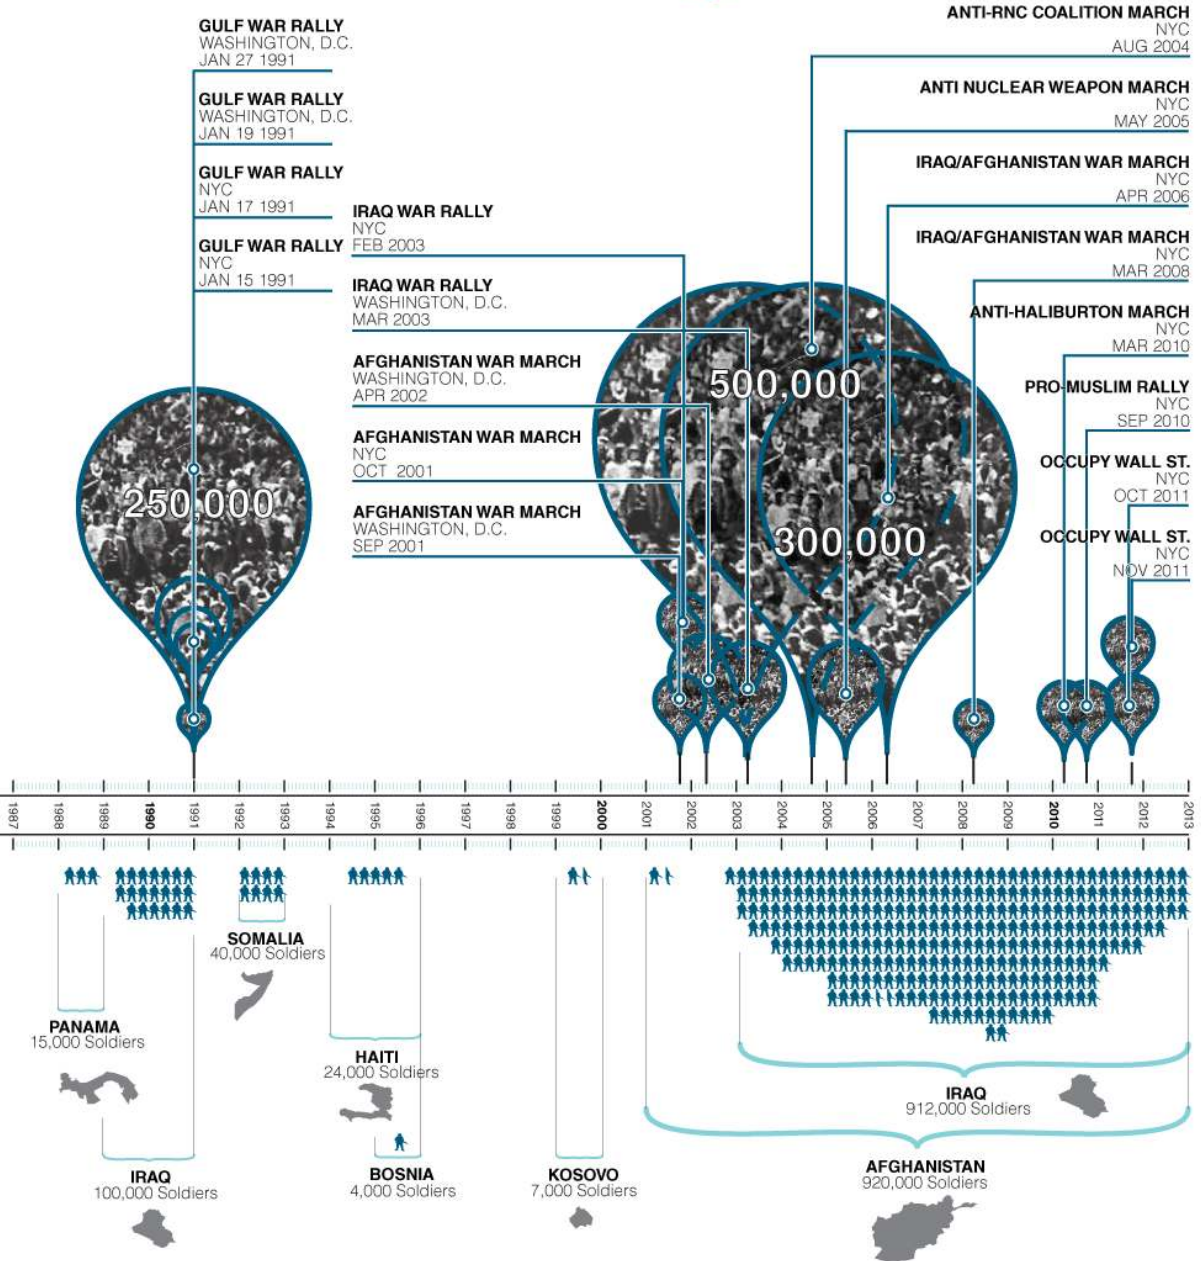 GULF WAR RALLY
WASHINGTON, D.C.
JAN 27 1991
GULF WAR RALLY
WASHINGTON, D.C.
JAN 19 1991
GULF WAR RALLY
NYC
JAN 17 1991
GULF WAR RALLY
NYC
JAN 15 1991
IRAQ WAR RALLY
NYC
FEB 2003
IRAQ WAR RALLY
WASHINGTON, D.C.
MAR 2003
AFGHANISTAN WAR MARCH
WASHINGTON, D.C.
APR 2002
AFGHANISTAN WAR MARCH
NYC
OCT 2001
AFGHANISTAN WAR MARCH
WASHINGTON, D.C.
SEP 2001
ANTI-RNC COALITION MARCH
NYC
AUG 2004
ANTI NUCLEAR WEAPON MARCH
NYC
MAY 2005
IRAQ/AFGHANISTAN WAR MARCH
NYC
APR 2006
IRAQ/AFGHANISTAN WAR MARCH
NYC
MAR 2008
ANTI-HALIBURTON MARCH
NYC
MAR 2010
PRO-MUSLIM RALLY
NYC
SEP 2010
OCCUPY WALL ST.
NYC
OCT 2011
OCCUPY WALL ST.
NYC
NOV 2011
250,000
500,000
300,000
1987 1988 1989 1990 1991 1992 1993 1994 1995 1996 1997 1998 1999 2000 2001 2002 2003 2004 2005 2006 2007 2008 2009 2010 2011 2012 2013
SOMALIA
40,000 Soldiers
PANAMA
15,000 Soldiers
HAITI
24,000 Soldiers
IRAQ
912,000 Soldiers
IRAQ
100,000 Soldiers
BOSNIA
4,000 Soldiers
KOSOVO
7,000 Soldiers
AFGHANISTAN
920,000 Soldiers